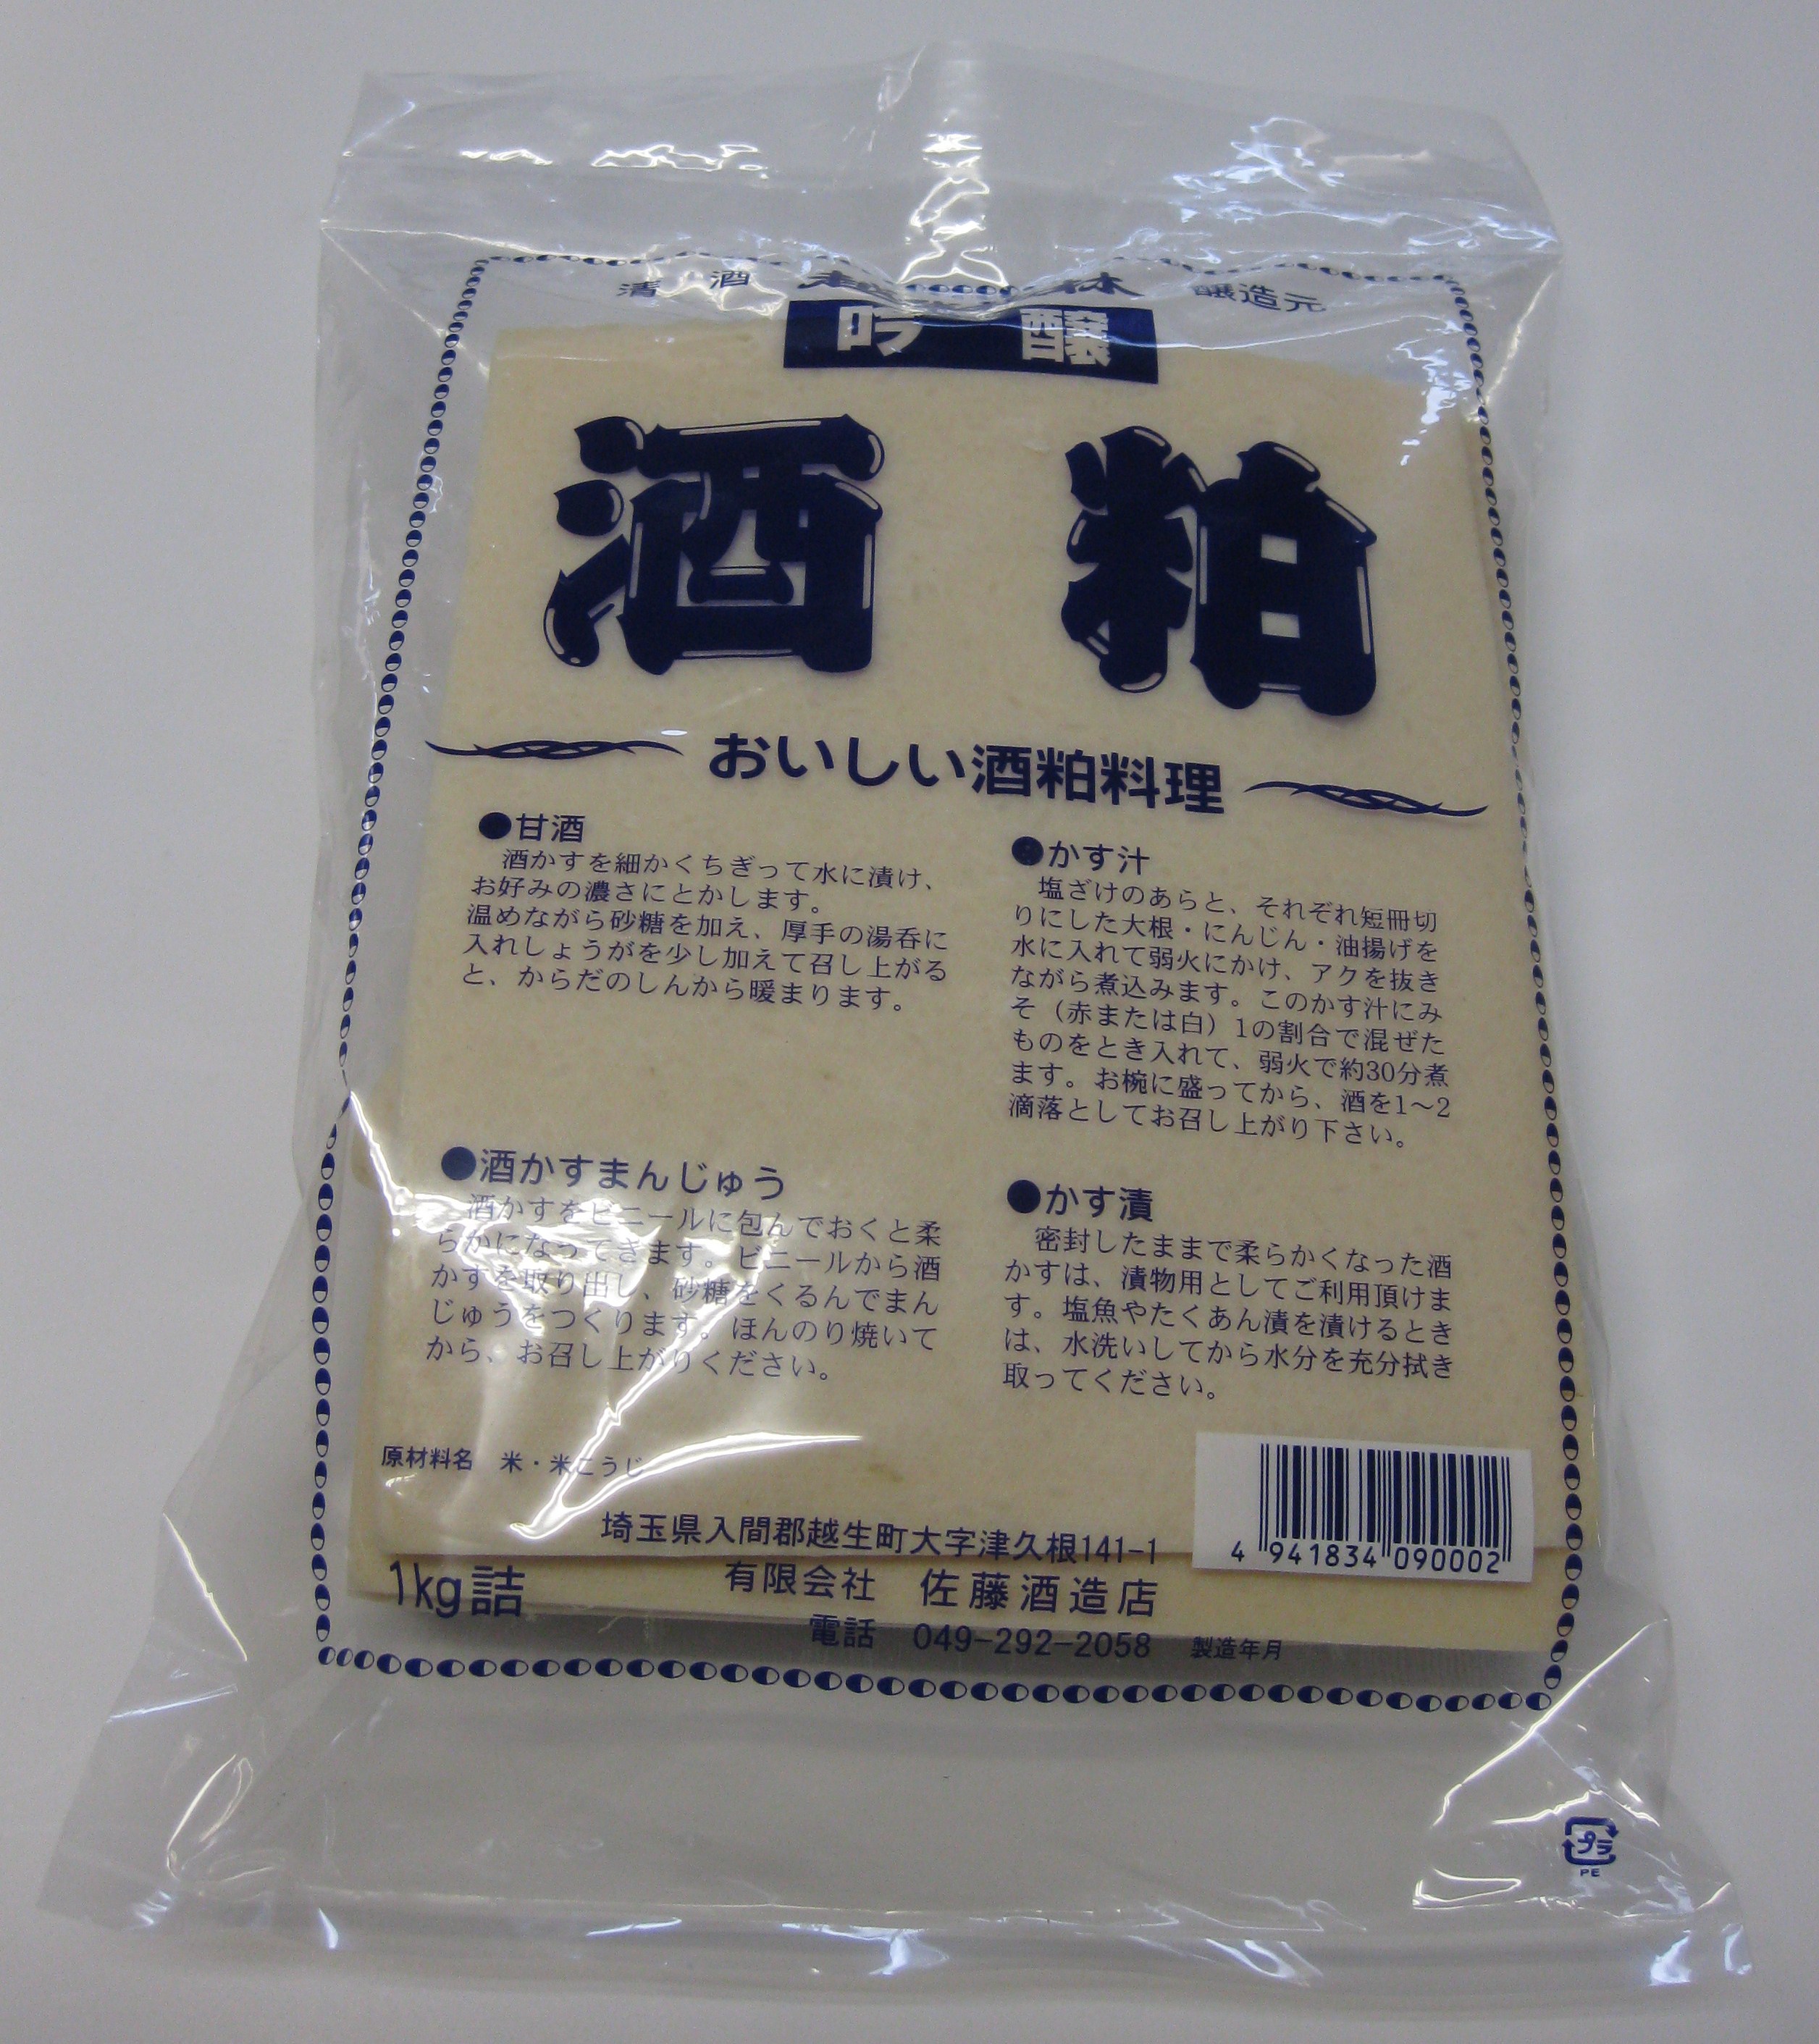 清酒 醸造元
吟醸
酒粕
おいしい酒粕料理
●甘酒
酒かすを細かくちぎって水に漬け、
お好みの濃さにとかします。
温めながら砂糖を加え、厚手の湯呑に
入れしょうがを少し加えて召し上がる
と、からだのしんから暖まります。
●かす汁
塩ざけのあらと、それぞれ短冊切
りにした大根・にんじん・油揚げを
水に入れて弱火にかけ、アクを抜き
ながら煮込みます。このかす汁にみ
そ（赤または白）1の割合で混ぜた
ものをとき入れて、弱火で約30分煮
ます。お椀に盛ってから、酒を1〜2
滴落としてお召し上がり下さい。
●酒かすまんじゅう
酒かすをビニールに包んでおくと柔
らかになってきます。ビニールから酒
かすを取り出し、砂糖をくるんでまん
じゅうをつくります。ほんのり焼いて
から、お召し上がりください。
●かす漬
密封したままで柔らかくなった酒
かすは、漬物用としてご利用頂けま
す。塩魚やたくあん漬を漬けるとき
は、水洗いしてから水分を充分拭き
取ってください。
原材料名 米・米こうじ
埼玉県入間郡越生町大字津久根141-1
1kg詰 有限会社 佐藤酒造店
電話 049-292-2058 製造年月
4 941834 090002
プラ
PE